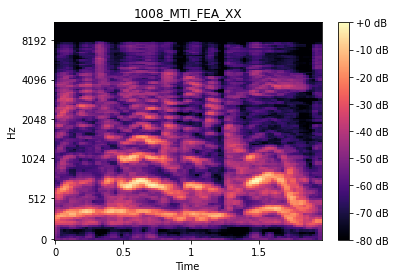 1008_MTI_FEA_XX
Hz
8192
4096
2048
1024
512
0
0
0.5
1
1.5
Time
+0 dB
-10 dB
-20 dB
-30 dB
-40 dB
-50 dB
-60 dB
-70 dB
-80 dB